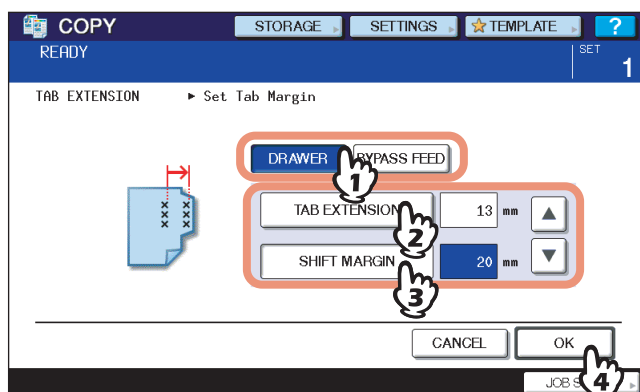 COPY STORAGE SETTINGS TEMPLATE ?
READY SET
1
TAB EXTENSION ► Set Tab Margin
DRAWER BYPASS FEED
1
TAB EXTENSION 13 mm ▲
2
SHIFT MARGIN 20 mm ▼
3
CANCEL OK
JOB 4